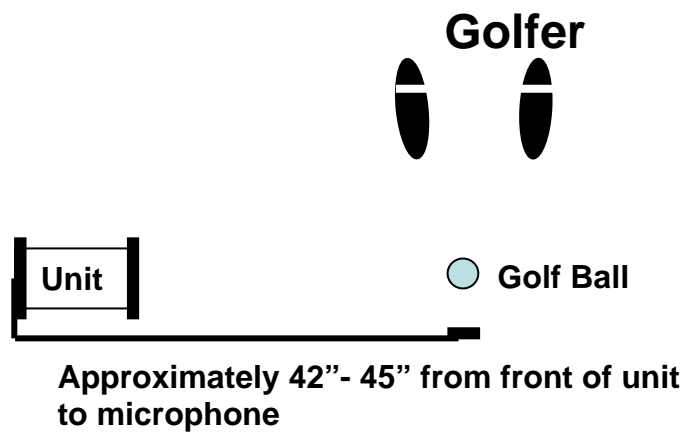 Golfer
Unit
Golf Ball
Approximately 42”- 45” from front of unit
to microphone